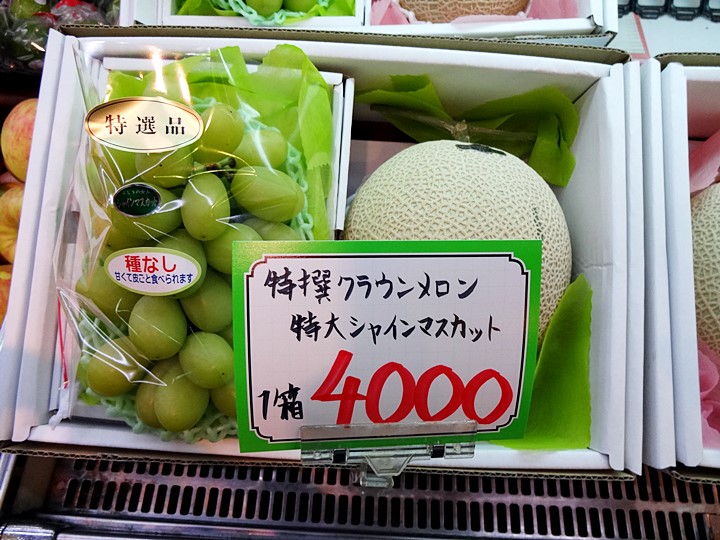 特選品
シャインマスカット
種なし
甘くて皮ごと食べられます
特撰クラウンメロン
特大シャインマスカット
1箱 4000